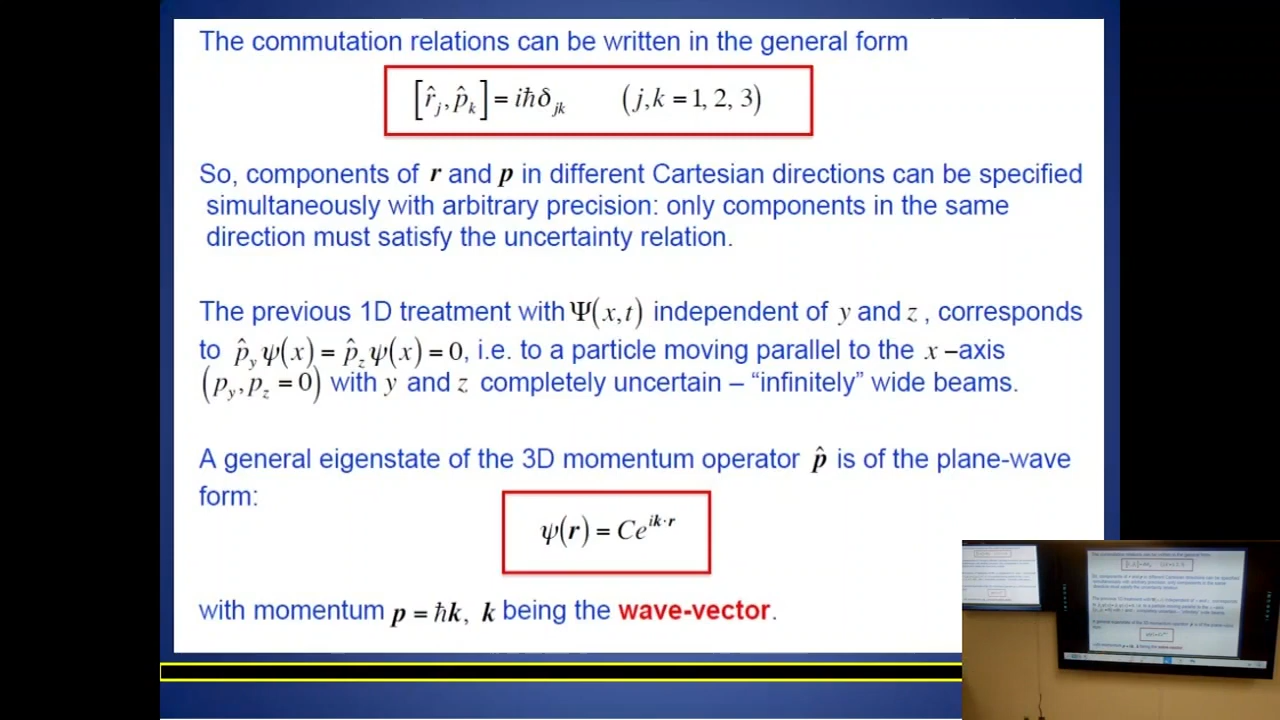 The commutation relations can be written in the general form
[r̂ⱼ, p̂ₖ] = iħδⱼₖ (j,k = 1, 2, 3)
So, components of r and p in different Cartesian directions can be specified
simultaneously with arbitrary precision: only components in the same
direction must satisfy the uncertainty relation.
The previous 1D treatment with Ψ(x,t) independent of y and z , corresponds
to p̂_y ψ(x) = p̂_z ψ(x) = 0, i.e. to a particle moving parallel to the x –axis
(p_y, p_z = 0) with y and z completely uncertain – “infinitely” wide beams.
A general eigenstate of the 3D momentum operator p̂ is of the plane-wave
form:
ψ(r) = Ce^{ik·r}
with momentum p = ħk, k being the wave-vector.